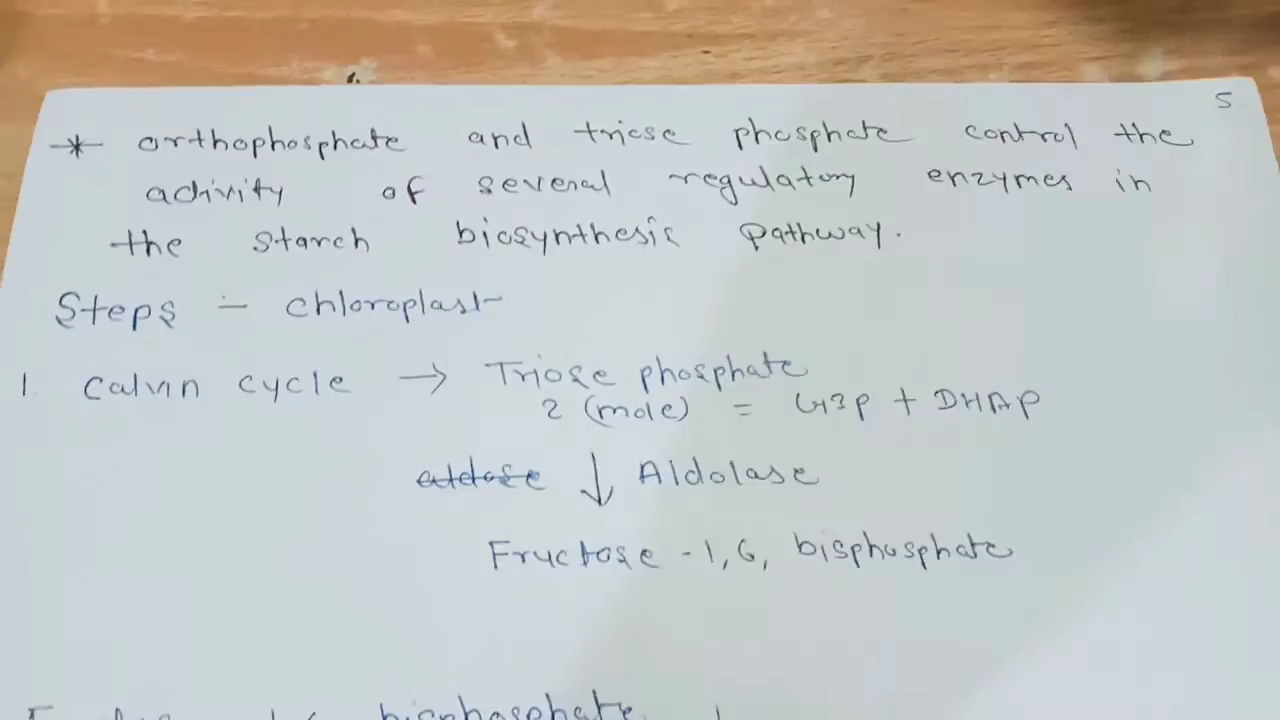 5
* orthophosphate and triose phosphate control the
activity of several regulatory enzymes in
the starch biosynthesis pathway.
Steps :- chloroplast
1. Calvin cycle → Triose phosphate
2 (mole) = G3P + DHAP
↓ Aldolase
Fructose -1,6, bisphosphate
bisphosphate